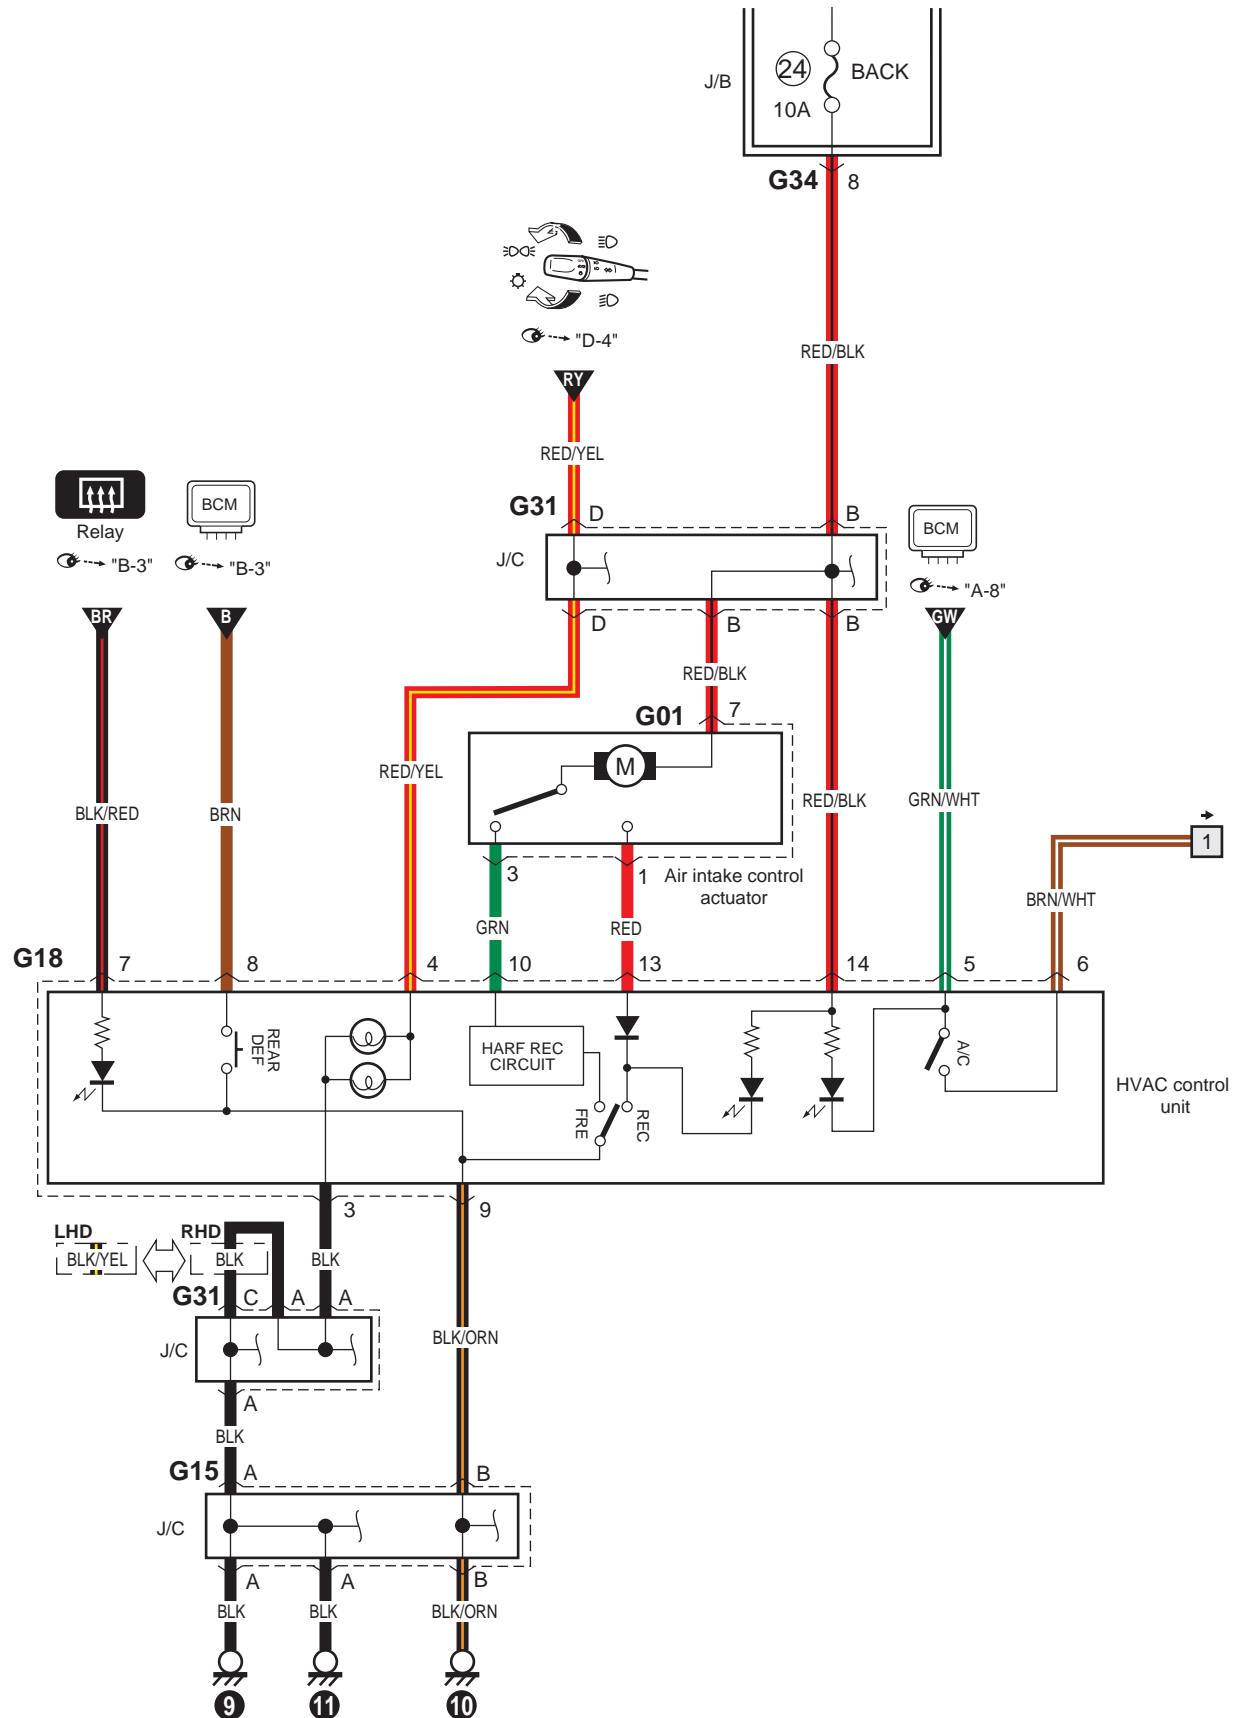 J/B
24
BACK
10A
G34
8
"D-4"
RY
RED/BLK
RED/YEL
Relay
"B-3"
BCM
"B-3"
G31
D
B
BCM
"A-8"
J/C
BR
B
GW
D
B
B
RED/BLK
G01
7
M
RED/YEL
BLK/RED
BRN
RED/BLK
GRN/WHT
1
3
1
Air intake control
actuator
BRN/WHT
GRN
RED
G18
7
8
4
10
13
14
5
6
REAR
DEF
HARF REC
CIRCUIT
FRE
REC
A/C
HVAC control
unit
3
9
LHD
BLK/YEL
RHD
BLK
BLK
G31
C
A
A
J/C
BLK/ORN
A
BLK
G15
A
B
J/C
A
A
B
BLK
BLK
BLK/ORN
9
11
10